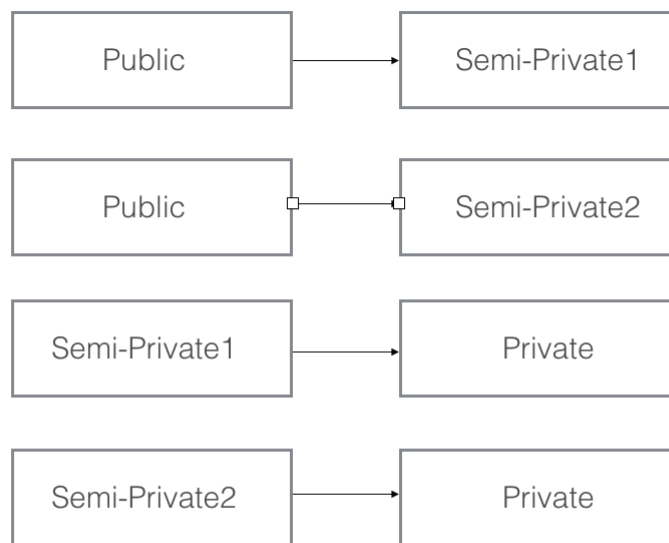 Public
Semi-Private1
Public
Semi-Private2
Semi-Private1
Private
Semi-Private2
Private